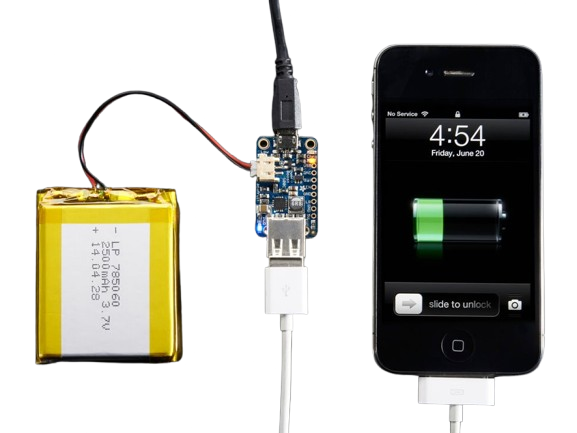 - LP 785060
2500mAh 3.7V
+ 14.04.28
No Service
4:54
Friday, June 20
slide to unlock